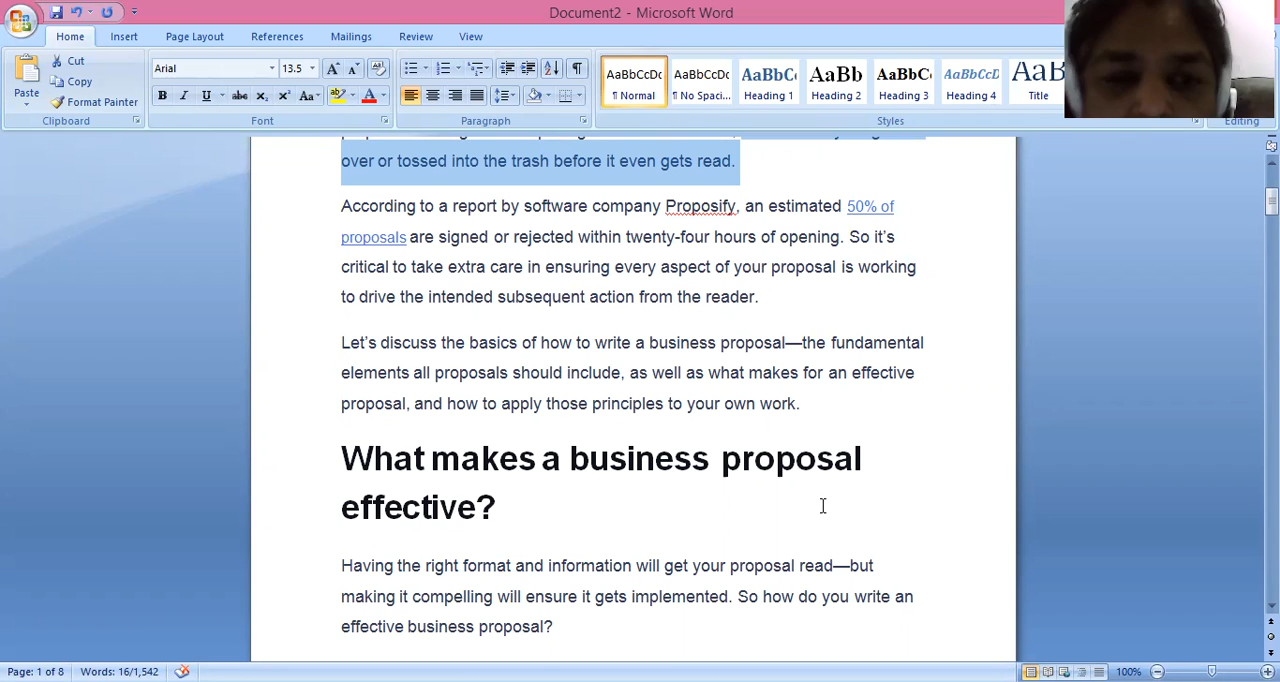 Document2 - Microsoft Word
Home Insert Page Layout References Mailings Review View
Paste
Cut
Copy
Format Painter
Clipboard
Arial 13.5
Font
Paragraph
AaBbCcDc AaBbCcDc AaBbC( AaBb AaBbC( AaBbCcD AaB
¶ Normal ¶ No Spaci... Heading 1 Heading 2 Heading 3 Heading 4 Title
Styles
Editing
over or tossed into the trash before it even gets read.
According to a report by software company Proposify, an estimated 50% of
proposals are signed or rejected within twenty-four hours of opening. So it’s
critical to take extra care in ensuring every aspect of your proposal is working
to drive the intended subsequent action from the reader.
Let’s discuss the basics of how to write a business proposal—the fundamental
elements all proposals should include, as well as what makes for an effective
proposal, and how to apply those principles to your own work.
What makes a business proposal
effective?
Having the right format and information will get your proposal read—but
making it compelling will ensure it gets implemented. So how do you write an
effective business proposal?
Page: 1 of 8 Words: 16/1,542 100%